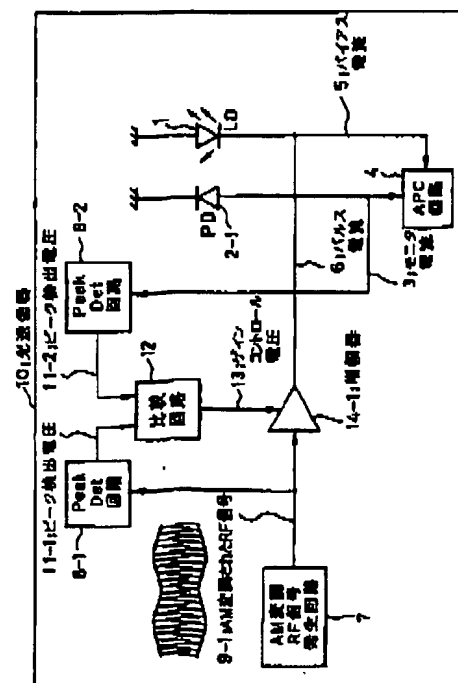 10;光送信器
11-1;ピーク検出電圧
11-2;ピーク検出電圧
8-1
Peak
Det
回路
8-2
Peak
Det
回路
12
比較
回路
13;ゲイン
コントロール
電圧
14-1;増幅器
9-1;AM変調されたRF信号
AM変調
RF信号
発生回路
7
PD
2-1
1
LD
6;パルス
電流
3;モニタ
電流
4
APC
回路
5;バイアス
電流